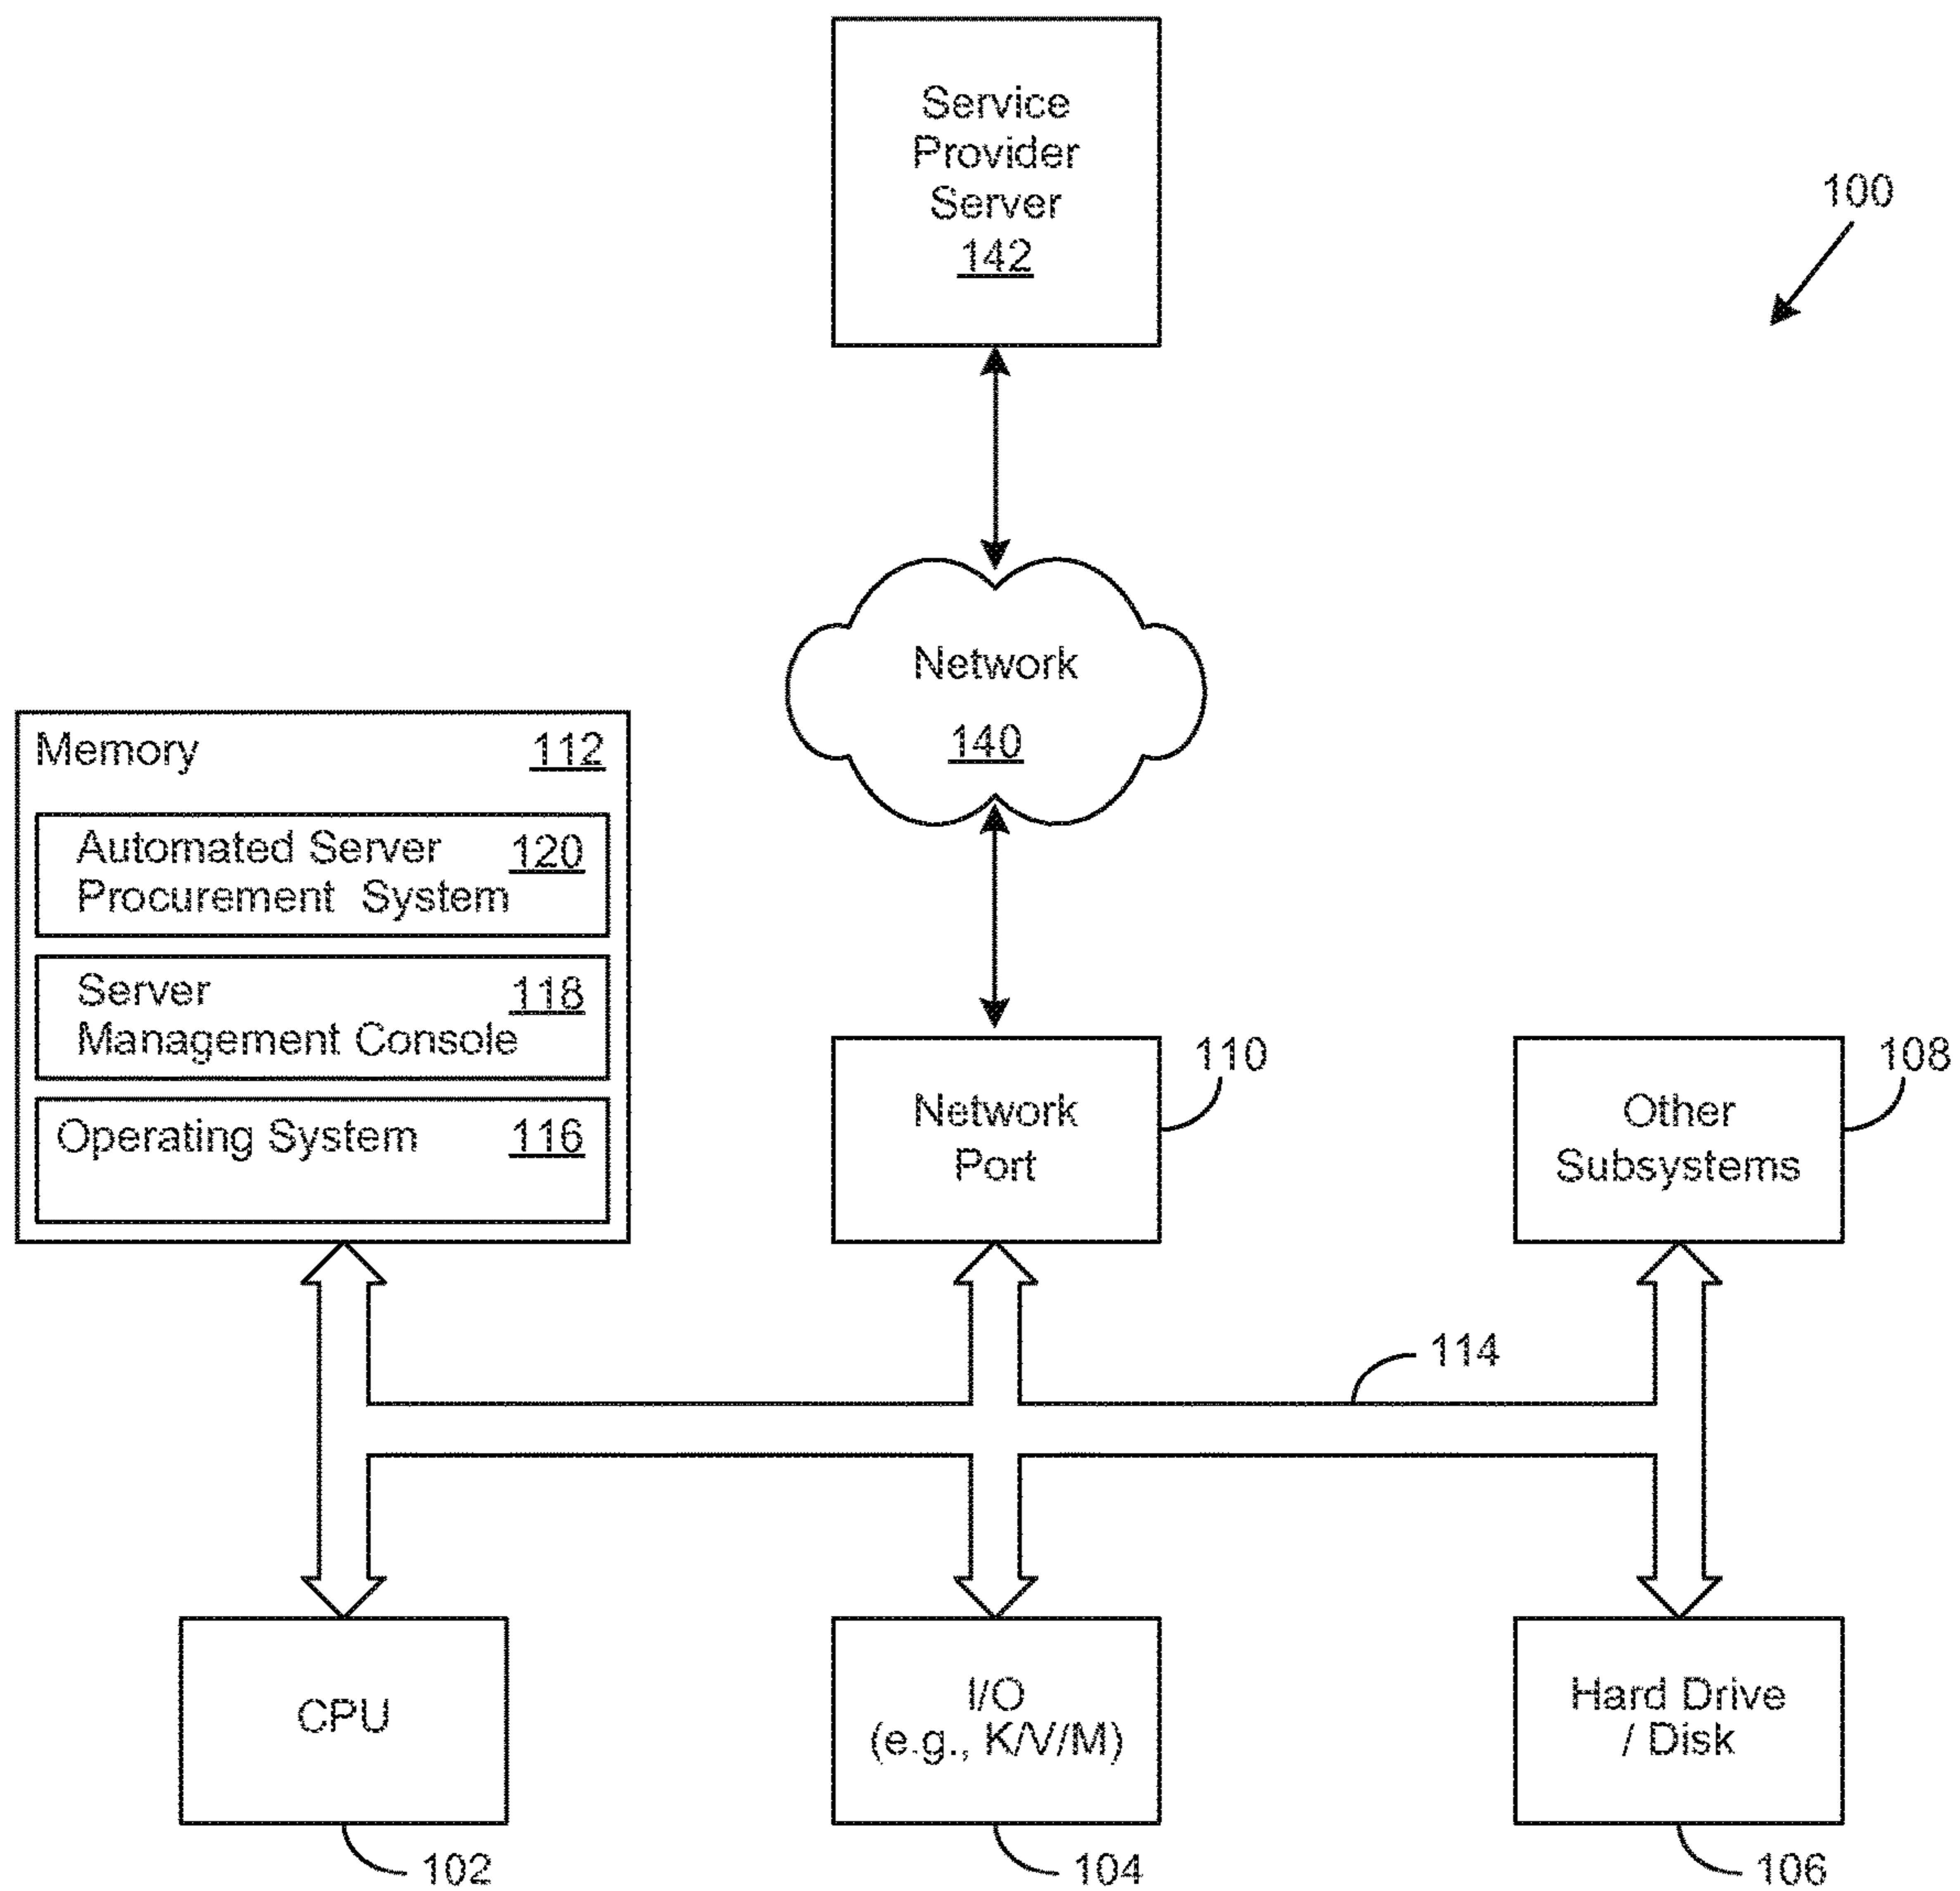 Service
Provider
Server
142
100
Network
140
Memory 112
Automated Server 120
Procurement System
Server 118
Management Console
Operating System 116
Network
Port
110
Other
Subsystems
108
114
CPU
102
I/O
(e.g., K/V/M)
104
Hard Drive
/ Disk
106